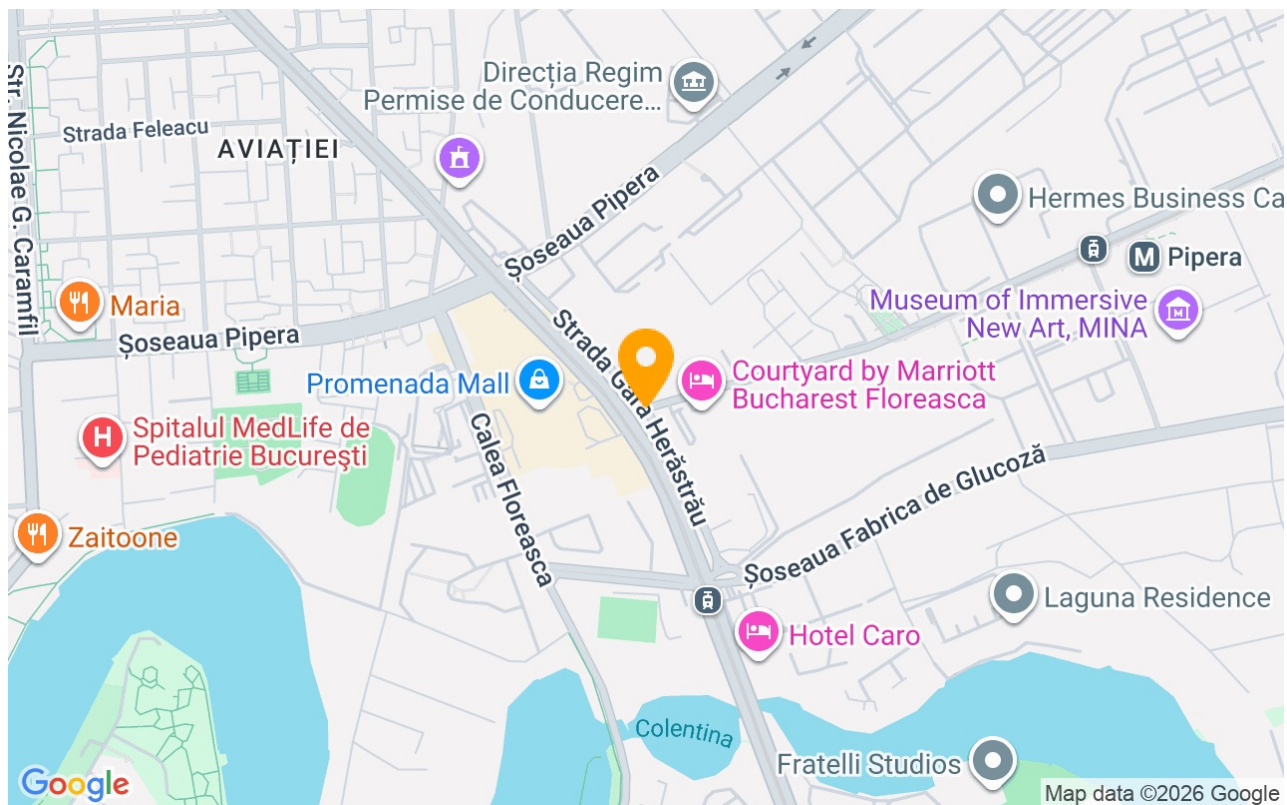 Direcția Regim
Permise de Conducere…
Strada Feleacu
AVIAȚIEI
Str. Nicolae G. Caramfil
Șoseaua Pipera
Hermes Business Ca
Pipera
Maria
Șoseaua Pipera
Strada Gara Herăstrău
Museum of Immersive
New Art, MINA
Promenada Mall
Courtyard by Marriott
Bucharest Floreasca
Spitalul MedLife de
Pediatrie București
Calea Floreasca
Șoseaua Fabrica de Glucoză
Zaitoone
Laguna Residence
Hotel Caro
Colentina
Fratelli Studios
Google
Map data ©2026 Google